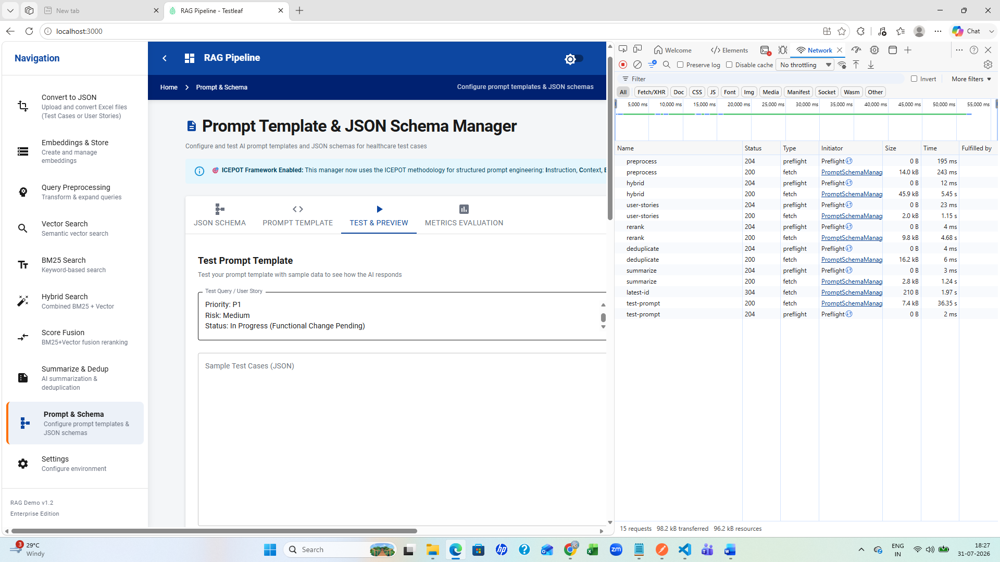 New tab
RAG Pipeline - Testleaf
localhost:3000
Chat
Navigation
Convert to JSON
Upload and convert Excel files
(Test Cases or User Stories)
Embeddings & Store
Create and manage
embeddings
Query Preprocessing
Transform & expand queries
Vector Search
Semantic vector search
BM25 Search
Keyword-based search
Hybrid Search
Combined BM25 + Vector
Score Fusion
BM25+Vector fusion reranking
Summarize & Dedup
AI summarization &
deduplication
Prompt & Schema
Configure prompt templates &
JSON schemas
Settings
Configure environment
RAG Demo v1.2
Enterprise Edition
RAG Pipeline
Home > Prompt & Schema
Configure prompt templates & JSON schemas
Prompt Template & JSON Schema Manager
Configure and test AI prompt templates and JSON schemas for healthcare test cases
ICEPOT Framework Enabled: This manager now uses the ICEPOT methodology for structured prompt engineering: Instruction, Context, E
JSON SCHEMA
PROMPT TEMPLATE
TEST & PREVIEW
METRICS EVALUATION
Test Prompt Template
Test your prompt template with sample data to see how the AI responds
Test Query / User Story
Priority: P1
Risk: Medium
Status: In Progress (Functional Change Pending)
Sample Test Cases (JSON)
Welcome
Elements
Network
Preserve log
Disable cache
No throttling
Filter
Invert
More filters
All Fetch/XHR Doc CSS JS Font Img Media Manifest Socket Wasm Other
5,000 ms 10,000 ms 15,000 ms 20,000 ms 25,000 ms 30,000 ms 35,000 ms 40,000 ms 45,000 ms 50,000 ms 55,000 ms
Name Status Type Initiator Size Time Fulfilled by
preprocess 204 preflight Preflight 0 B 195 ms
preprocess 200 fetch PromptSchemaManag 14.0 kB 243 ms
hybrid 204 preflight Preflight 0 B 12 ms
hybrid 200 fetch PromptSchemaManag 45.9 kB 5.45 s
user-stories 204 preflight Preflight 0 B 23 ms
user-stories 200 fetch PromptSchemaManag 2.0 kB 1.15 s
rerank 204 preflight Preflight 0 B 4 ms
rerank 200 fetch PromptSchemaManag 9.8 kB 4.68 s
deduplicate 204 preflight Preflight 0 B 4 ms
deduplicate 200 fetch PromptSchemaManag 16.2 kB 6 ms
summarize 204 preflight Preflight 0 B 3 ms
summarize 200 fetch PromptSchemaManag 2.8 kB 1.24 s
latest-id 304 fetch PromptSchemaManag 210 B 1.97 s
test-prompt 200 fetch PromptSchemaManag 7.4 kB 36.35 s
test-prompt 204 preflight Preflight 0 B 2 ms
15 requests 98.2 kB transferred 96.2 kB resources
3
29°C
Windy
Search
hp
zm
ENG
IN
18:27
31-07-2026